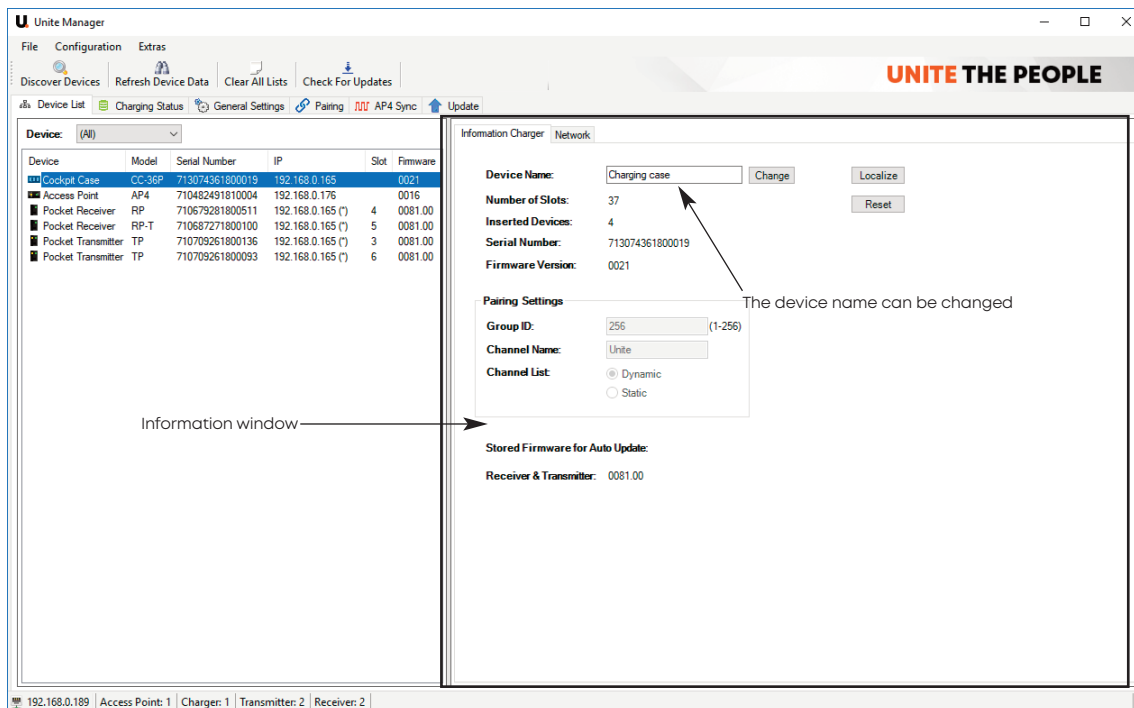 U. Unite Manager
File Configuration Extras
Discover Devices Refresh Device Data Clear All Lists Check For Updates
UNITE THE PEOPLE
Device List Charging Status General Settings Pairing AP4 Sync Update
Device: (All)
Device Model Serial Number IP Slot Firmware
Cockpit Case CC-36P 713074361800019 192.168.0.165 0021
Access Point AP4 710482491810004 192.168.0.176 0016
Pocket Receiver RP 710679281800511 192.168.0.165 (*) 4 0081.00
Pocket Receiver RP-T 710687271800100 192.168.0.165 (*) 5 0081.00
Pocket Transmitter TP 710709261800136 192.168.0.165 (*) 3 0081.00
Pocket Transmitter TP 710709261800093 192.168.0.165 (*) 6 0081.00
Information Charger Network
Device Name: Charging case Change Localize
Number of Slots: 37 Reset
Inserted Devices: 4
Serial Number: 713074361800019
Firmware Version: 0021
The device name can be changed
Pairing Settings
Group ID: 256 (1-256)
Channel Name: Unite
Channel List: Dynamic
Static
Information window
Stored Firmware for Auto Update:
Receiver & Transmitter: 0081.00
192.168.0.189 Access Point: 1 Charger: 1 Transmitter: 2 Receiver: 2